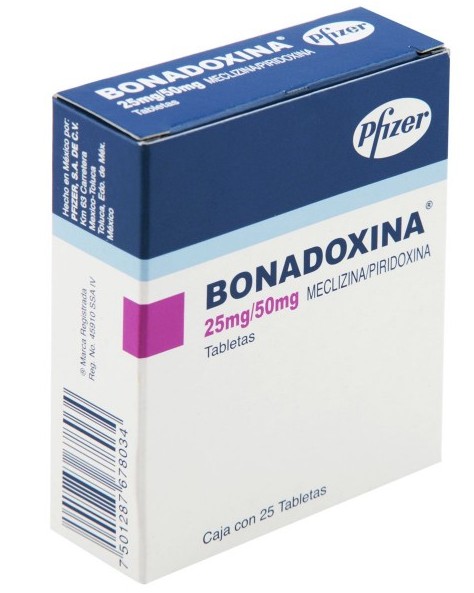 BONADOXINA®
25mg/50mg MECLIZINA/PIRIDOXINA
Tabletas
Pfizer
Pfizer
BONADOXINA®
25mg/50mg MECLIZINA/PIRIDOXINA
Tabletas
Caja con 25 Tabletas
Hecho en México por:
PFIZER, S.A. DE C.V.
Km 63 Carretera
México-Toluca
Toluca, Edo. de Méx.
México
® Marca Registrada
Reg. No. 45910 SSA IV
7 501287 678034